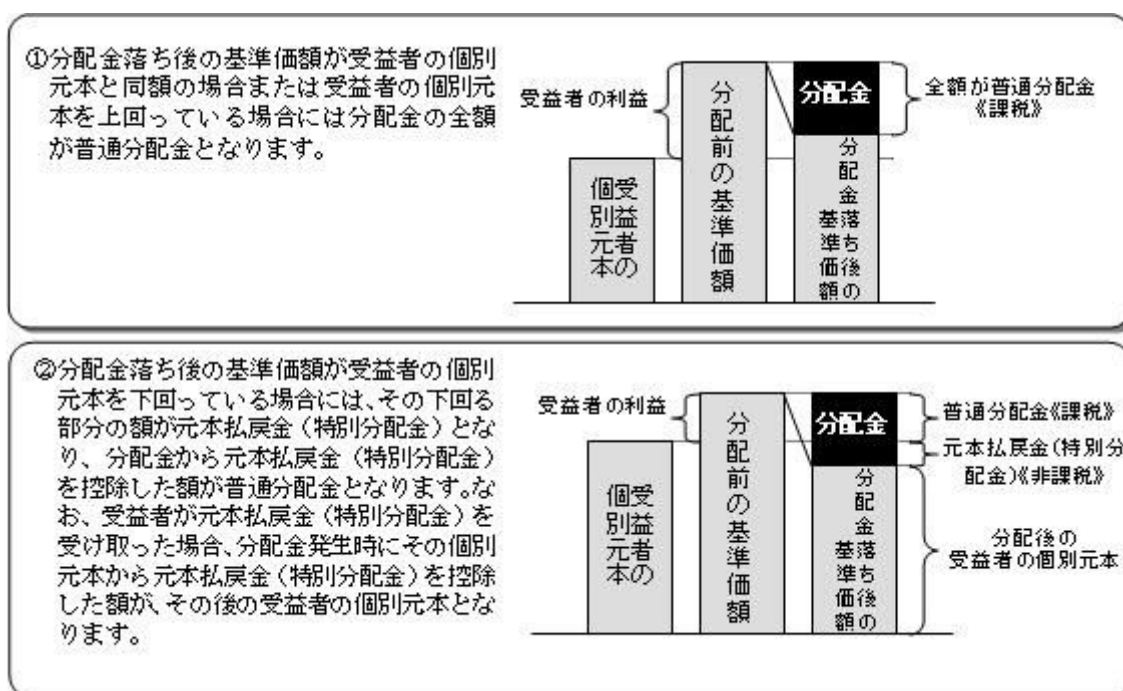 ①分配金落ち後の基準価額が受益者の個別
元本と同額の場合または受益者の個別元
本を上回っている場合には分配金の全額
が普通分配金となります。
受益者の利益
受益者の
個別元本
分配前の基準価額
分配金
分配金落ち後の
基準価額
全額が普通分配金
《課税》
②分配金落ち後の基準価額が受益者の個別
元本を下回っている場合には、その下回る
部分の額が元本払戻金（特別分配金）とな
り、分配金から元本払戻金（特別分配金）
を控除した額が普通分配金となります。な
お、受益者が元本払戻金（特別分配金）を
受け取った場合、分配金発生時にその個別
元本から元本払戻金（特別分配金）を控除
した額が、その後の受益者の個別元本とな
ります。
受益者の利益
受益者の
個別元本
分配前の基準価額
分配金
分配金落ち後の
基準価額
普通分配金《課税》
元本払戻金（特別分
配金）《非課税》
分配後の
受益者の個別元本